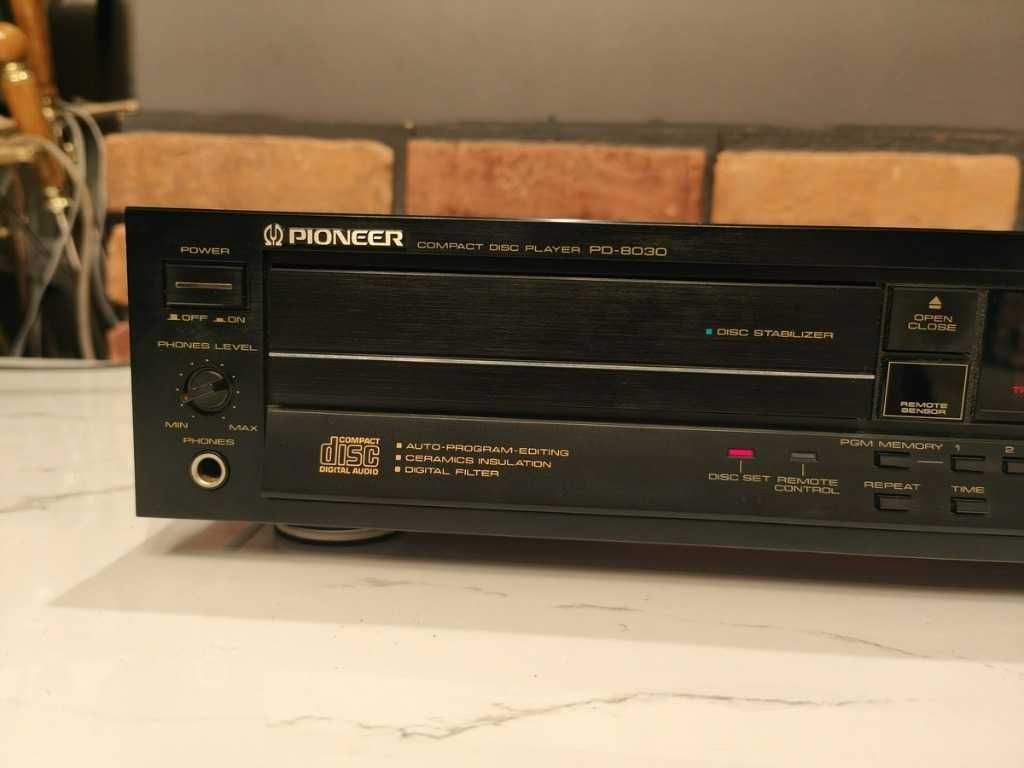 POWER
OFF ON
PHONES LEVEL
MIN MAX
PHONES
PIONEER COMPACT DISC PLAYER PD-8030
DISC STABILIZER
OPEN
CLOSE
REMOTE
SENSOR
COMPACT
disc
DIGITAL AUDIO
AUTO-PROGRAM-EDITING
CERAMICS INSULATION
DIGITAL FILTER
DISC SET
REMOTE
CONTROL
PGM MEMORY 1 2
REPEAT TIME